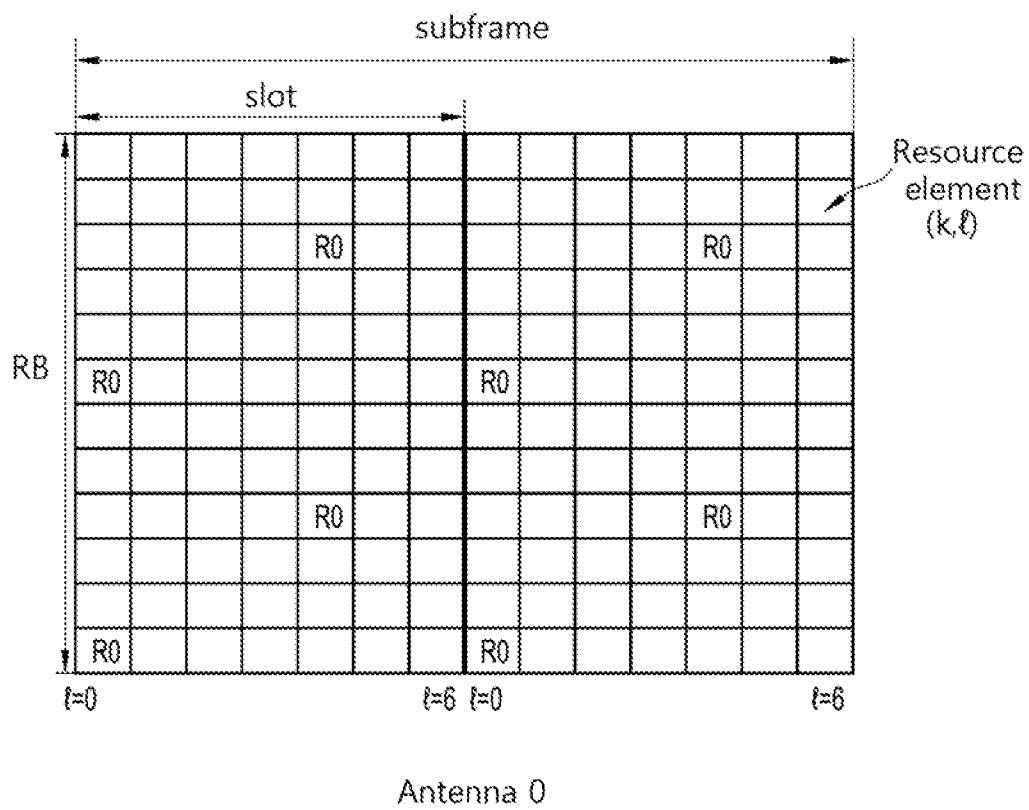 subframe
slot
Resource
element
(k,ℓ)
R0 R0
RB
R0 R0
R0 R0
R0 R0
ℓ=0 ℓ=6 ℓ=0 ℓ=6
Antenna 0